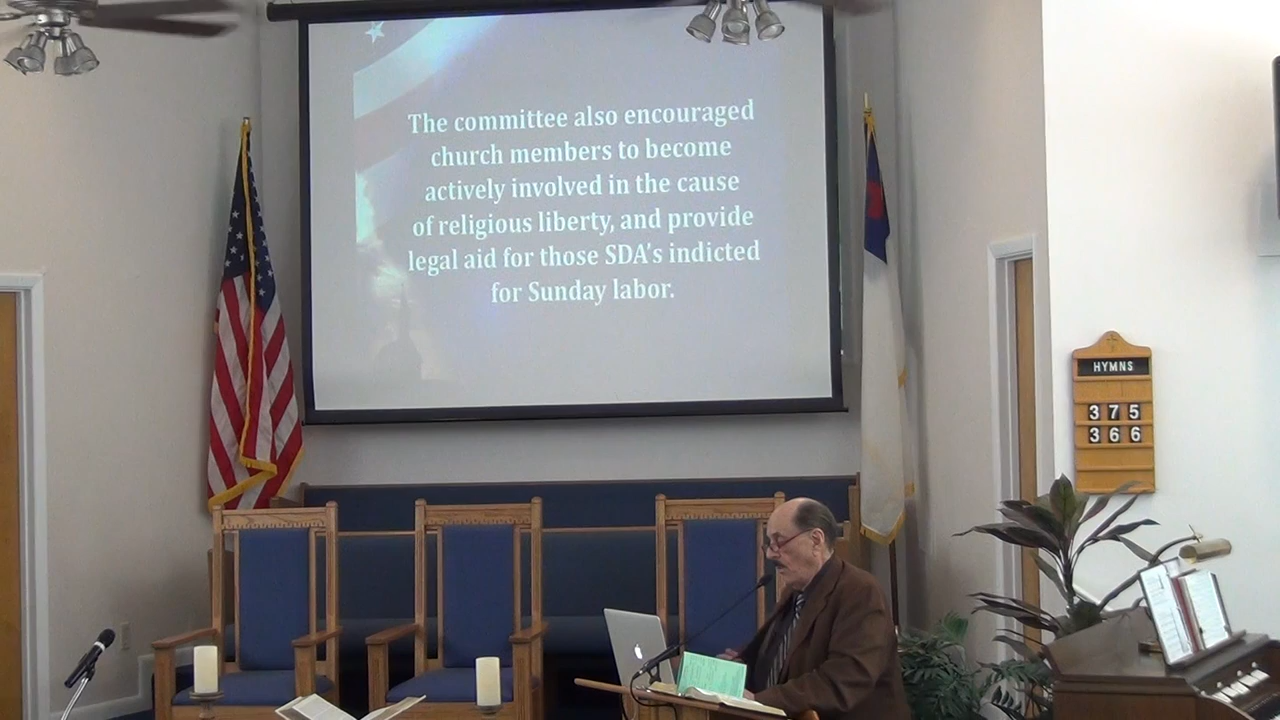 The committee also encouraged
church members to become
actively involved in the cause
of religious liberty, and provide
legal aid for those SDA's indicted
for Sunday labor.
HYMNS
375
366